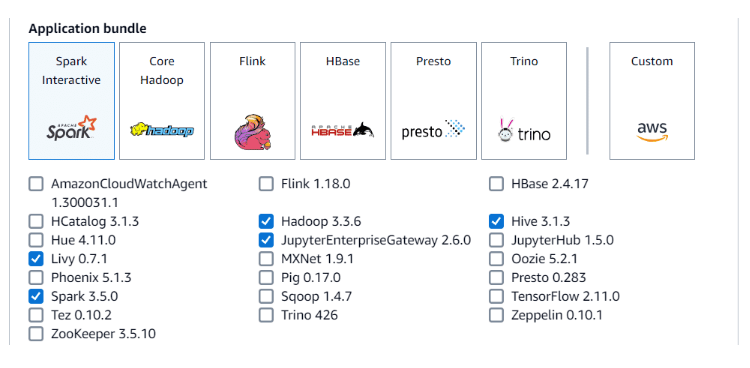 Application bundle
Spark Interactive
Core Hadoop
Flink
HBase
Presto
Trino
Custom
APACHE Spark
hadoop
APACHE HBASE
presto
trino
aws
AmazonCloudWatchAgent 1.300031.1
Flink 1.18.0
HBase 2.4.17
HCatalog 3.1.3
Hadoop 3.3.6
Hive 3.1.3
Hue 4.11.0
JupyterEnterpriseGateway 2.6.0
JupyterHub 1.5.0
Livy 0.7.1
MXNet 1.9.1
Oozie 5.2.1
Phoenix 5.1.3
Pig 0.17.0
Presto 0.283
Spark 3.5.0
Sqoop 1.4.7
TensorFlow 2.11.0
Tez 0.10.2
Trino 426
Zeppelin 0.10.1
ZooKeeper 3.5.10